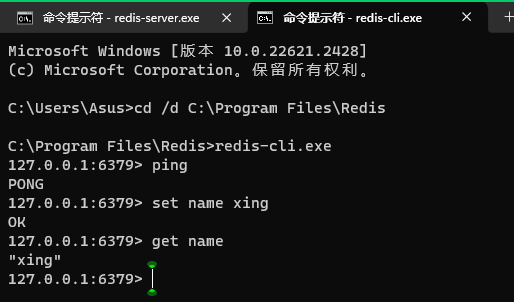 命令提示符 - redis-server.exe
命令提示符 - redis-cli.exe
Microsoft Windows [版本 10.0.22621.2428]
(c) Microsoft Corporation。保留所有权利。
C:\Users\Asus>cd /d C:\Program Files\Redis
C:\Program Files\Redis>redis-cli.exe
127.0.0.1:6379> ping
PONG
127.0.0.1:6379> set name xing
OK
127.0.0.1:6379> get name
"xing"
127.0.0.1:6379>